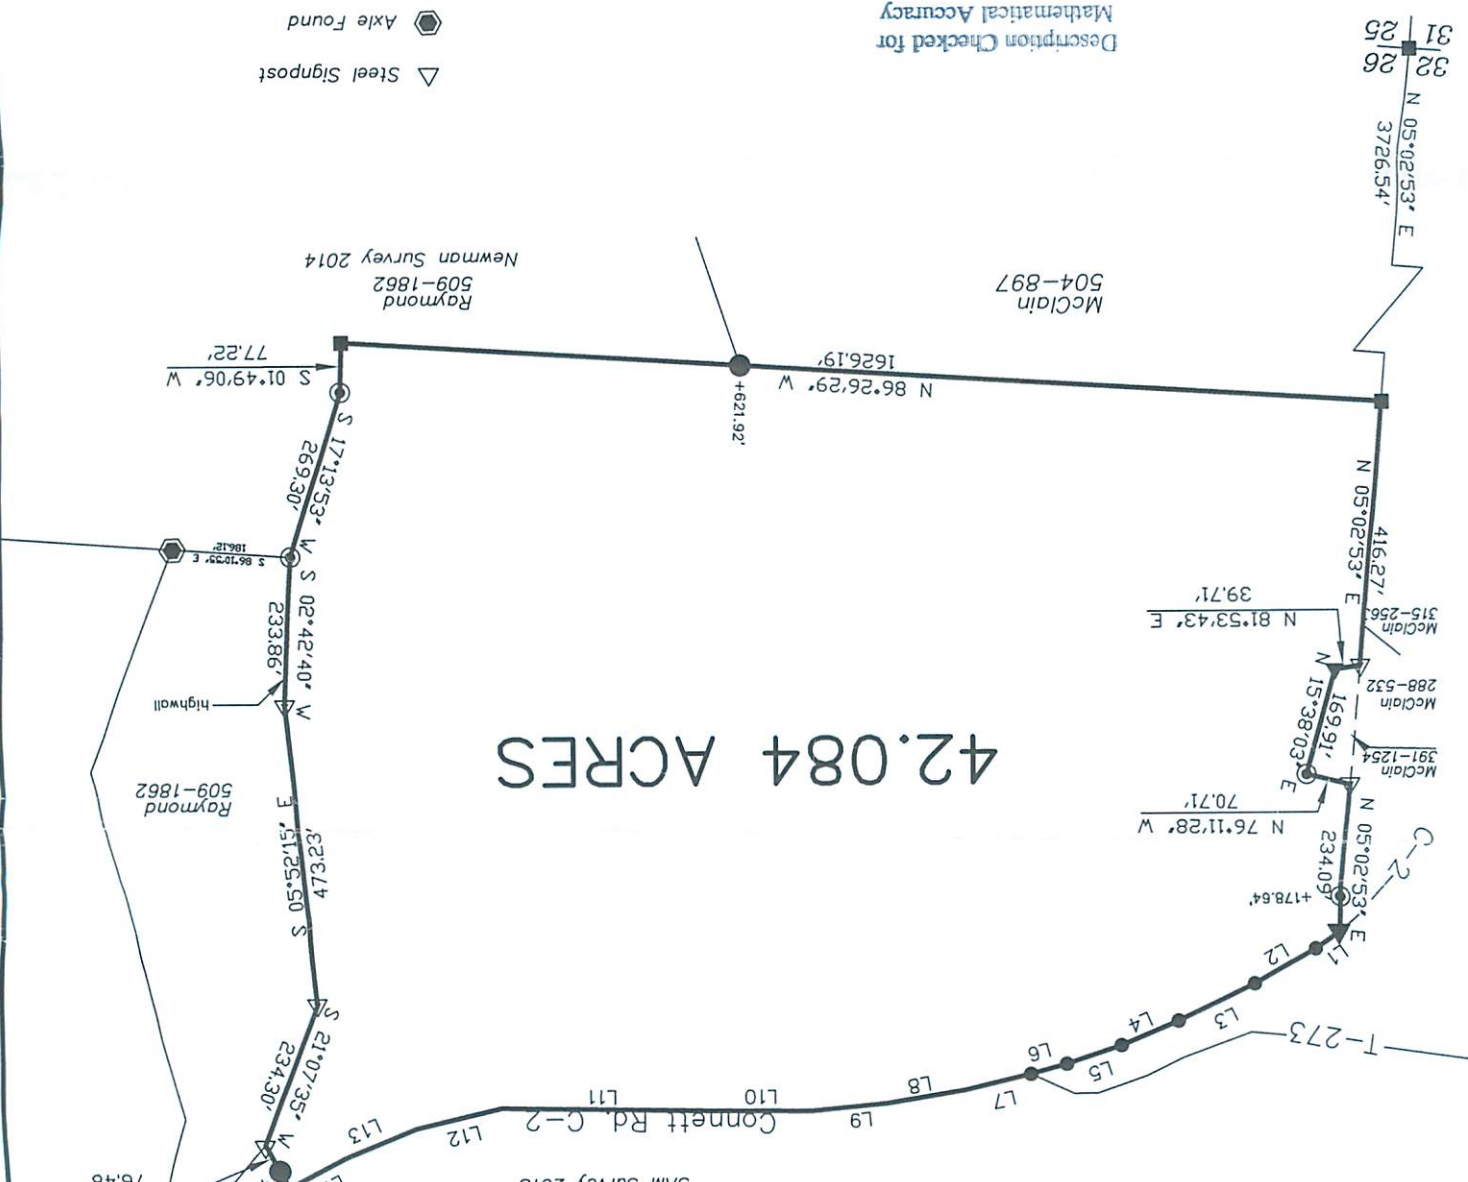 Connett Rd. C-2
L13
L12
L11
L10
L9
L8
L7
L6
L5
L4
L3
L2
L1
T-273
C-2
S 21°07'35" W
234.30'
N 05°02'53" E
234.09'
+178.64'
S 05°52'15" E
473.23'
N 76°11'28" W
70.71'
Raymond
509-1862
McClain
391-1254
N 15°38'03" E
169.91'
42.084 ACRES
highwall
McClain
288-532
S 02°42'40" W
233.86'
McClain
315-256
N 81°53'43" E
39.71'
S 86°10'35" E
186.12'
N 05°02'53" E
416.27'
S 17°13'53" W
269.30'
+621.92'
N 86°26'29" W
1626.19'
S 01°49'06" W
77.22'
McClain
504-897
Raymond
509-1862
Newman Survey 2014
N 05°02'53" E
3726.54'
32 26
31 25
Steel Signpost
Axle Found
Description Checked for
Mathematical Accuracy